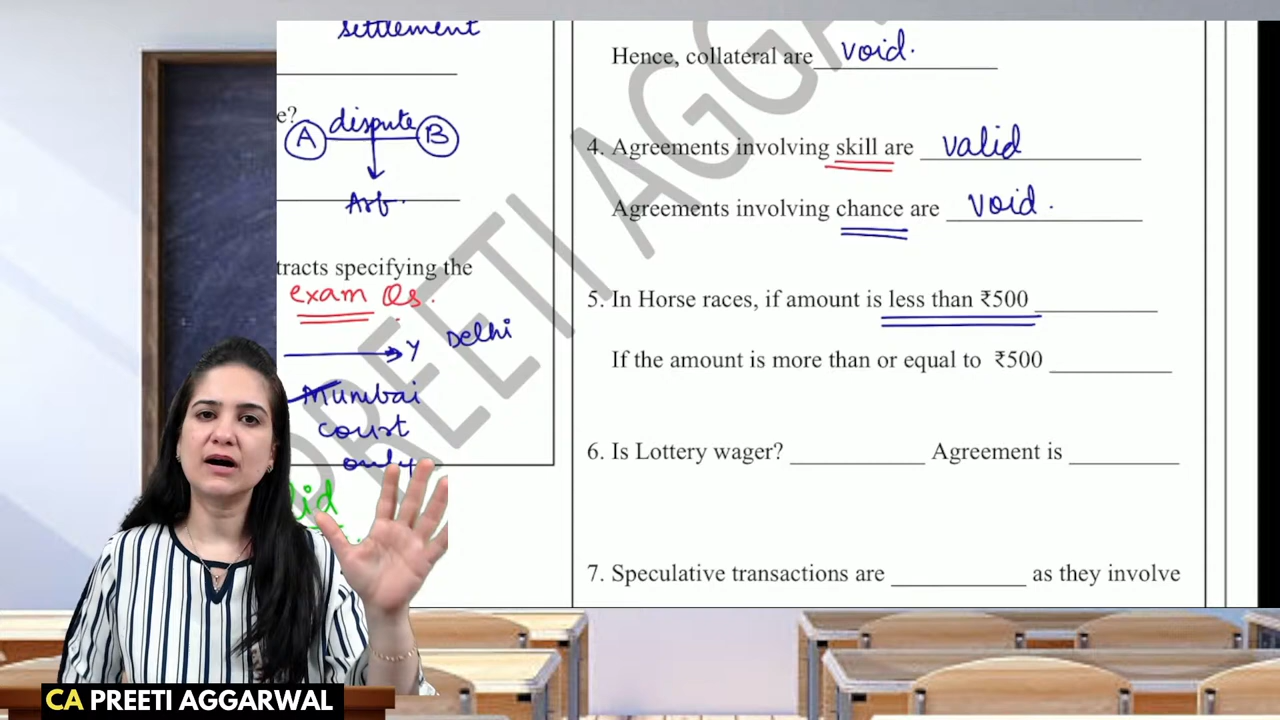 settlement
e?
A dispute B
Arb.
tracts specifying the
exam Qs.
Y Delhi
Mumbai
court
only
lid
Hence, collateral are void.
4. Agreements involving skill are valid
Agreements involving chance are void.
5. In Horse races, if amount is less than ₹500
If the amount is more than or equal to ₹500
6. Is Lottery wager? Agreement is
7. Speculative transactions are as they involve
PREETI AGGA
CA PREETI AGGARWAL